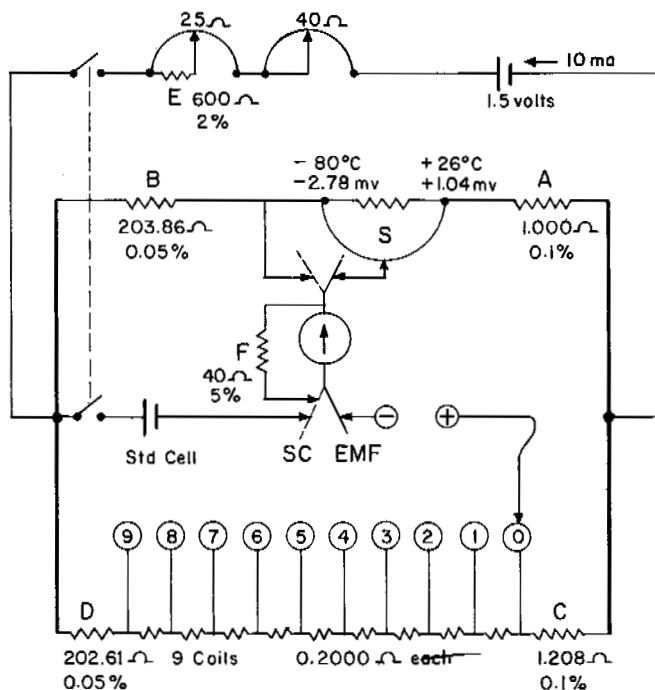 25Ω 40Ω
10 ma
E 600Ω
2%
1.5 volts
- 80°C + 26°C
-2.78 mv +1.04 mv
B A
203.86Ω
0.05%
S
1.000Ω
0.1%
F
40Ω
5%
- +
Std Cell
SC EMF
9 8 7 6 5 4 3 2 1 0
D C
202.61Ω 9 Coils 0.2000 Ω each 1.208Ω
0.05% 0.1%